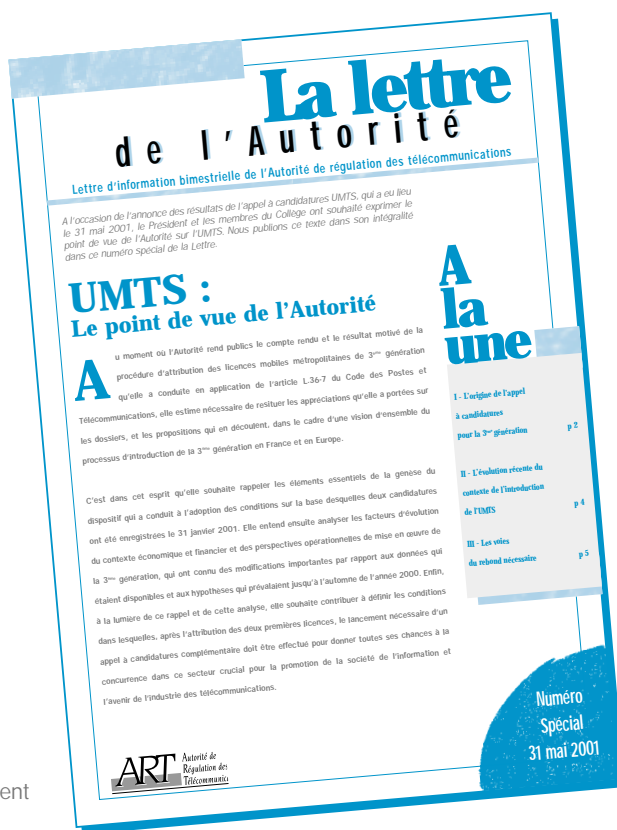 La lettre
de l'Autorité
Lettre d'information bimestrielle de l'Autorité de régulation des télécommunications
A l'occasion de l'annonce des résultats de l'appel à candidatures UMTS, qui a eu lieu
le 31 mai 2001, le Président et les membres du Collège ont souhaité exprimer le
point de vue de l'Autorité sur l'UMTS. Nous publions ce texte dans son intégralité
dans ce numéro spécial de la Lettre.
UMTS :
Le point de vue de l'Autorité
Au moment où l'Autorité rend publics le compte rendu et le résultat motivé de la
procédure d'attribution des licences mobiles métropolitaines de 3ème génération
qu'elle a conduite en application de l'article L.36-7 du Code des Postes et
Télécommunications, elle estime nécessaire de resituer les appréciations qu'elle a portées sur
les dossiers, et les propositions qui en découlent, dans le cadre d'une vision d'ensemble du
processus d'introduction de la 3ème génération en France et en Europe.
C'est dans cet esprit qu'elle souhaite rappeler les éléments essentiels de la genèse du
dispositif qui a conduit à l'adoption des conditions sur la base desquelles deux candidatures
ont été enregistrées le 31 janvier 2001. Elle entend ensuite analyser les facteurs d'évolution
du contexte économique et financier et des perspectives opérationnelles de mise en œuvre de
la 3ème génération, qui ont connu des modifications importantes par rapport aux données qui
étaient disponibles et aux hypothèses qui prévalaient jusqu'à l'automne de l'année 2000. Enfin,
à la lumière de ce rappel et de cette analyse, elle souhaite contribuer à définir les conditions
dans lesquelles, après l'attribution des deux premières licences, le lancement nécessaire d'un
appel à candidatures complémentaire doit être effectué pour donner toutes ses chances à la
concurrence dans ce secteur crucial pour la promotion de la société de l'information et
l'avenir de l'industrie des télécommunications.
A
la
une
I - L'origine de l'appel
à candidatures
pour la 3ème génération p 2
II - L'évolution récente du
contexte de l'introduction
de l'UMTS p 4
III - Les voies
du rebond nécessaire p 5
Numéro
Spécial
31 mai 2001
ART
Autorité de
Régulation des
Télécommunica
ent